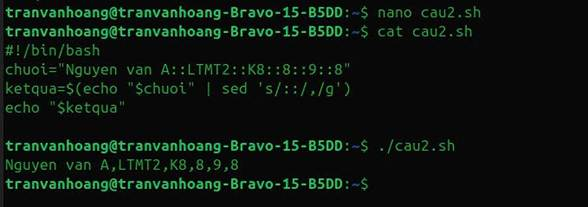 tranvanhoang@tranvanhoang-Bravo-15-B5DD:~$ nano cau2.sh
tranvanhoang@tranvanhoang-Bravo-15-B5DD:~$ cat cau2.sh
#!/bin/bash
chuoi="Nguyen van A::LTMT2::K8::8::9::8"
ketqua=$(echo "$chuoi" | sed 's/::/,/g')
echo "$ketqua"
tranvanhoang@tranvanhoang-Bravo-15-B5DD:~$ ./cau2.sh
Nguyen van A,LTMT2,K8,8,9,8
tranvanhoang@tranvanhoang-Bravo-15-B5DD:~$